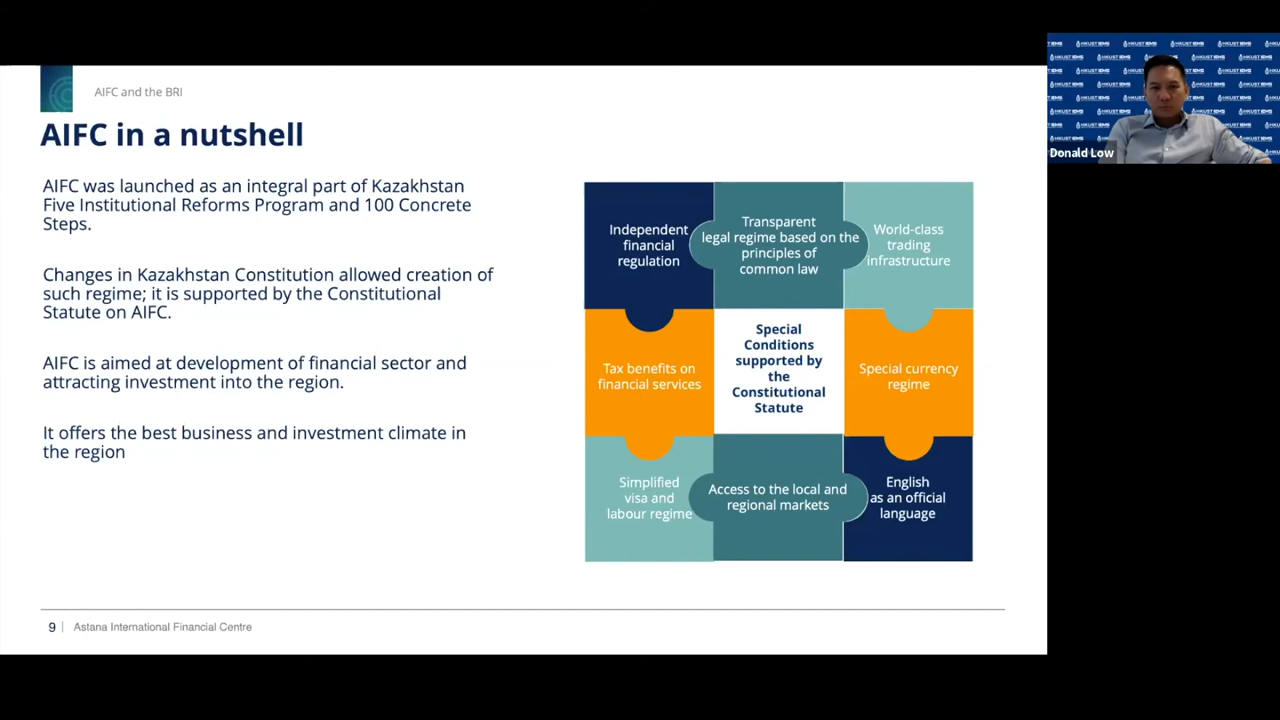 AIFC and the BRI
AIFC in a nutshell
AIFC was launched as an integral part of Kazakhstan
Five Institutional Reforms Program and 100 Concrete
Steps.
Changes in Kazakhstan Constitution allowed creation of
such regime; it is supported by the Constitutional
Statute on AIFC.
AIFC is aimed at development of financial sector and
attracting investment into the region.
It offers the best business and investment climate in
the region
Independent
financial
regulation
Transparent
legal regime based on the
principles of
common law
World-class
trading
infrastructure
Tax benefits on
financial services
Special
Conditions
supported by
the
Constitutional
Statute
Special currency
regime
Simplified
visa and
labour regime
Access to the local and
regional markets
English
as an official
language
9 | Astana International Financial Centre
HKUST IEMS
Donald Low